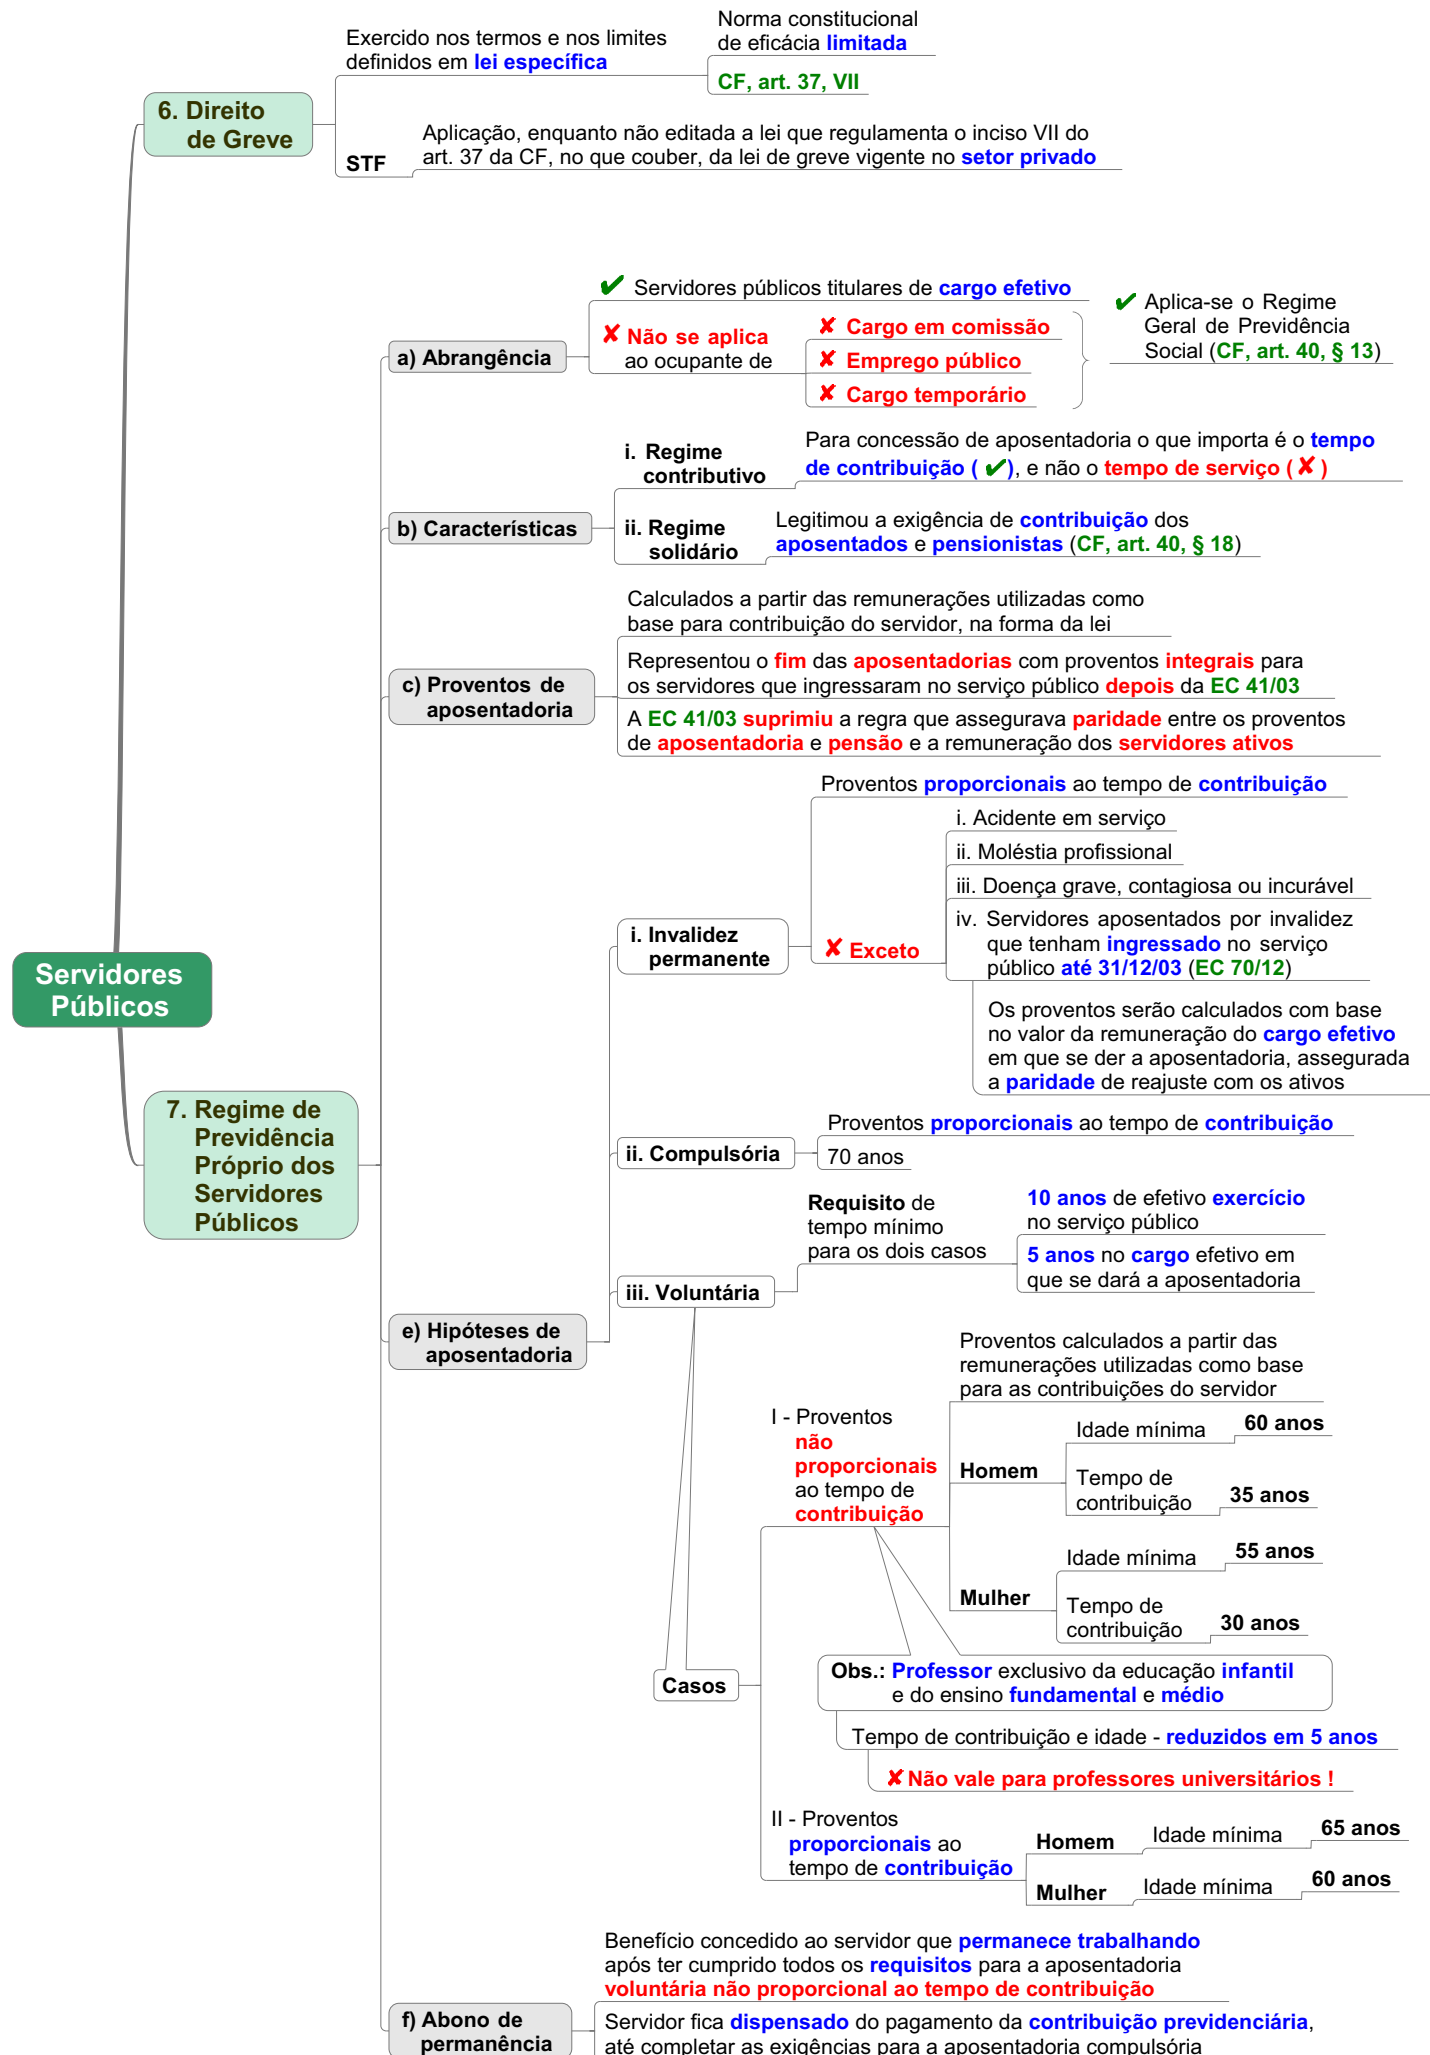 Servidores
Públicos
6. Direito
de Greve
Exercido nos termos e nos limites
definidos em lei específica
Norma constitucional
de eficácia limitada
CF, art. 37, VII
STF
Aplicação, enquanto não editada a lei que regulamenta o inciso VII do
art. 37 da CF, no que couber, da lei de greve vigente no setor privado
7. Regime de
Previdência
Próprio dos
Servidores
Públicos
a) Abrangência
✔ Servidores públicos titulares de cargo efetivo
✘ Não se aplica
ao ocupante de
✘ Cargo em comissão
✘ Emprego público
✘ Cargo temporário
✔ Aplica-se o Regime
Geral de Previdência
Social (CF, art. 40, § 13)
b) Características
i. Regime
contributivo
Para concessão de aposentadoria o que importa é o tempo
de contribuição ( ✔), e não o tempo de serviço ( ✘ )
ii. Regime
solidário
Legitimou a exigência de contribuição dos
aposentados e pensionistas (CF, art. 40, § 18)
c) Proventos de
aposentadoria
Calculados a partir das remunerações utilizadas como
base para contribuição do servidor, na forma da lei
Representou o fim das aposentadorias com proventos integrais para
os servidores que ingressaram no serviço público depois da EC 41/03
A EC 41/03 suprimiu a regra que assegurava paridade entre os proventos
de aposentadoria e pensão e a remuneração dos servidores ativos
e) Hipóteses de
aposentadoria
i. Invalidez
permanente
Proventos proporcionais ao tempo de contribuição
✘ Exceto
i. Acidente em serviço
ii. Moléstia profissional
iii. Doença grave, contagiosa ou incurável
iv. Servidores aposentados por invalidez
que tenham ingressado no serviço
público até 31/12/03 (EC 70/12)
Os proventos serão calculados com base
no valor da remuneração do cargo efetivo
em que se der a aposentadoria, assegurada
a paridade de reajuste com os ativos
ii. Compulsória
Proventos proporcionais ao tempo de contribuição
70 anos
iii. Voluntária
Requisito de
tempo mínimo
para os dois casos
10 anos de efetivo exercício
no serviço público
5 anos no cargo efetivo em
que se dará a aposentadoria
Casos
I - Proventos
não
proporcionais
ao tempo de
contribuição
Proventos calculados a partir das
remunerações utilizadas como base
para as contribuições do servidor
Homem
Idade mínima
60 anos
Tempo de
contribuição
35 anos
Mulher
Idade mínima
55 anos
Tempo de
contribuição
30 anos
Obs.: Professor exclusivo da educação infantil
e do ensino fundamental e médio
Tempo de contribuição e idade - reduzidos em 5 anos
✘ Não vale para professores universitários !
II - Proventos
proporcionais ao
tempo de contribuição
Homem
Idade mínima
65 anos
Mulher
Idade mínima
60 anos
f) Abono de
permanência
Benefício concedido ao servidor que permanece trabalhando
após ter cumprido todos os requisitos para a aposentadoria
voluntária não proporcional ao tempo de contribuição
Servidor fica dispensado do pagamento da contribuição previdenciária,
até completar as exigências para a aposentadoria compulsória